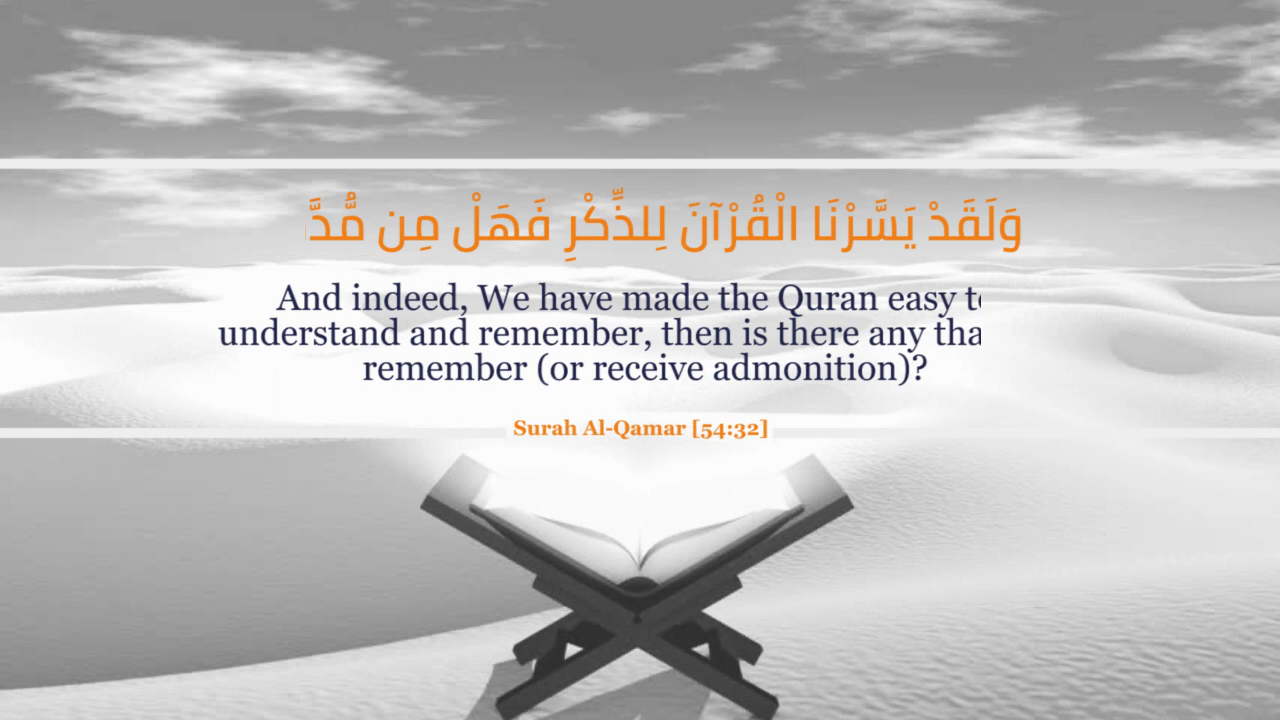 وَلَقَدْ يَسَّرْنَا الْقُرْآنَ لِلذِّكْرِ فَهَلْ مِن
And indeed, We have made the Quran easy
understand and remember, then is there any
remember (or receive admonition)?
Surah Al-Qamar [54:32]